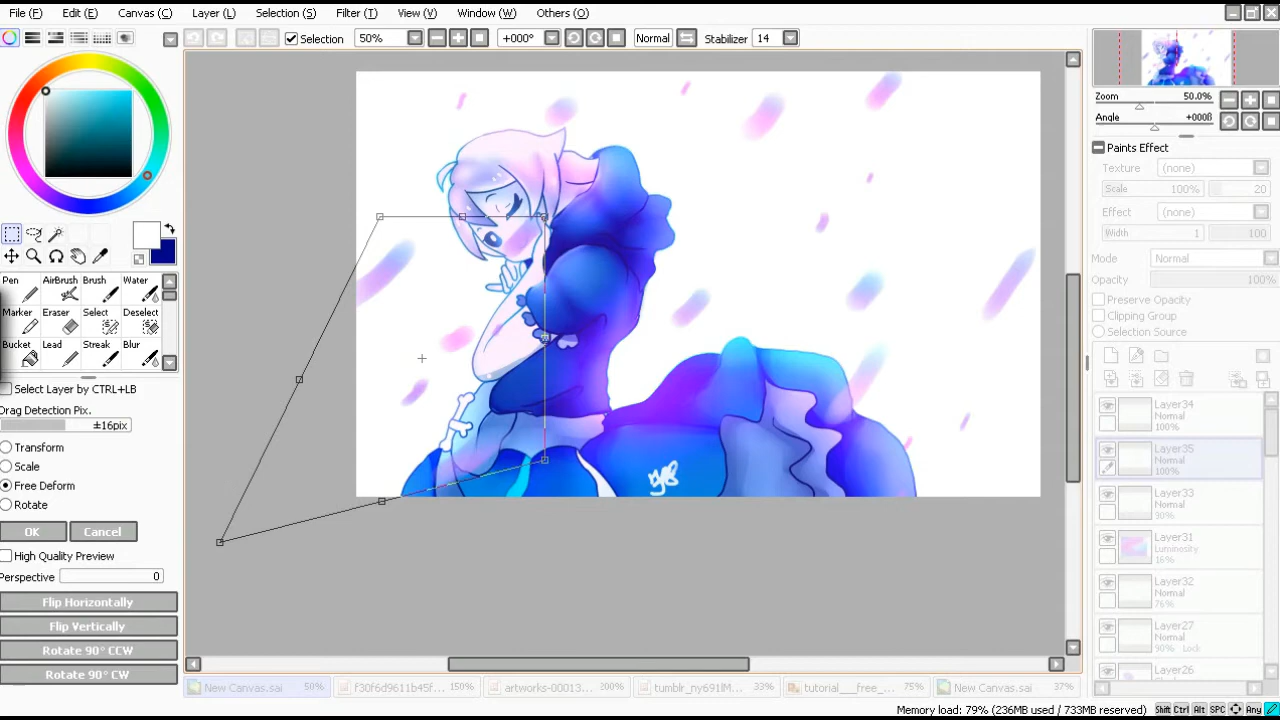 File (F) Edit (E) Canvas (C) Layer (L) Selection (S) Filter (T) View (V) Window (W) Others (O)
Selection 50% +000° Normal Stabilizer 14
Zoom 50.0%
Angle +000ß
Paints Effect
Texture (none)
Scale 100% 20
Effect (none)
Width 1 100
Mode Normal
Opacity 100%
Preserve Opacity
Clipping Group
Selection Source
Pen AirBrush Brush Water
Marker Eraser Select Deselect
Bucket Lead Streak Blur
Select Layer by CTRL+LB
Drag Detection Pix.
±16pix
Transform
Scale
Free Deform
Rotate
OK Cancel
High Quality Preview
Perspective 0
Flip Horizontally
Flip Vertically
Rotate 90° CCW
Rotate 90° CW
Layer34
Normal
100%
Layer35
Normal
100%
Layer33
Normal
90%
Layer31
Luminosity
16%
Layer32
Normal
76%
Layer27
Normal
90% Lock
Layer26
New Canvas.sai 50% f30f6d9611b45f... 150% artworks-00013... 200% tumblr_ny691lM... 33% tutorial___free_... 75% New Canvas.sai 37%
Memory load: 79% (236MB used / 733MB reserved) Shift Ctrl Alt SPC Any